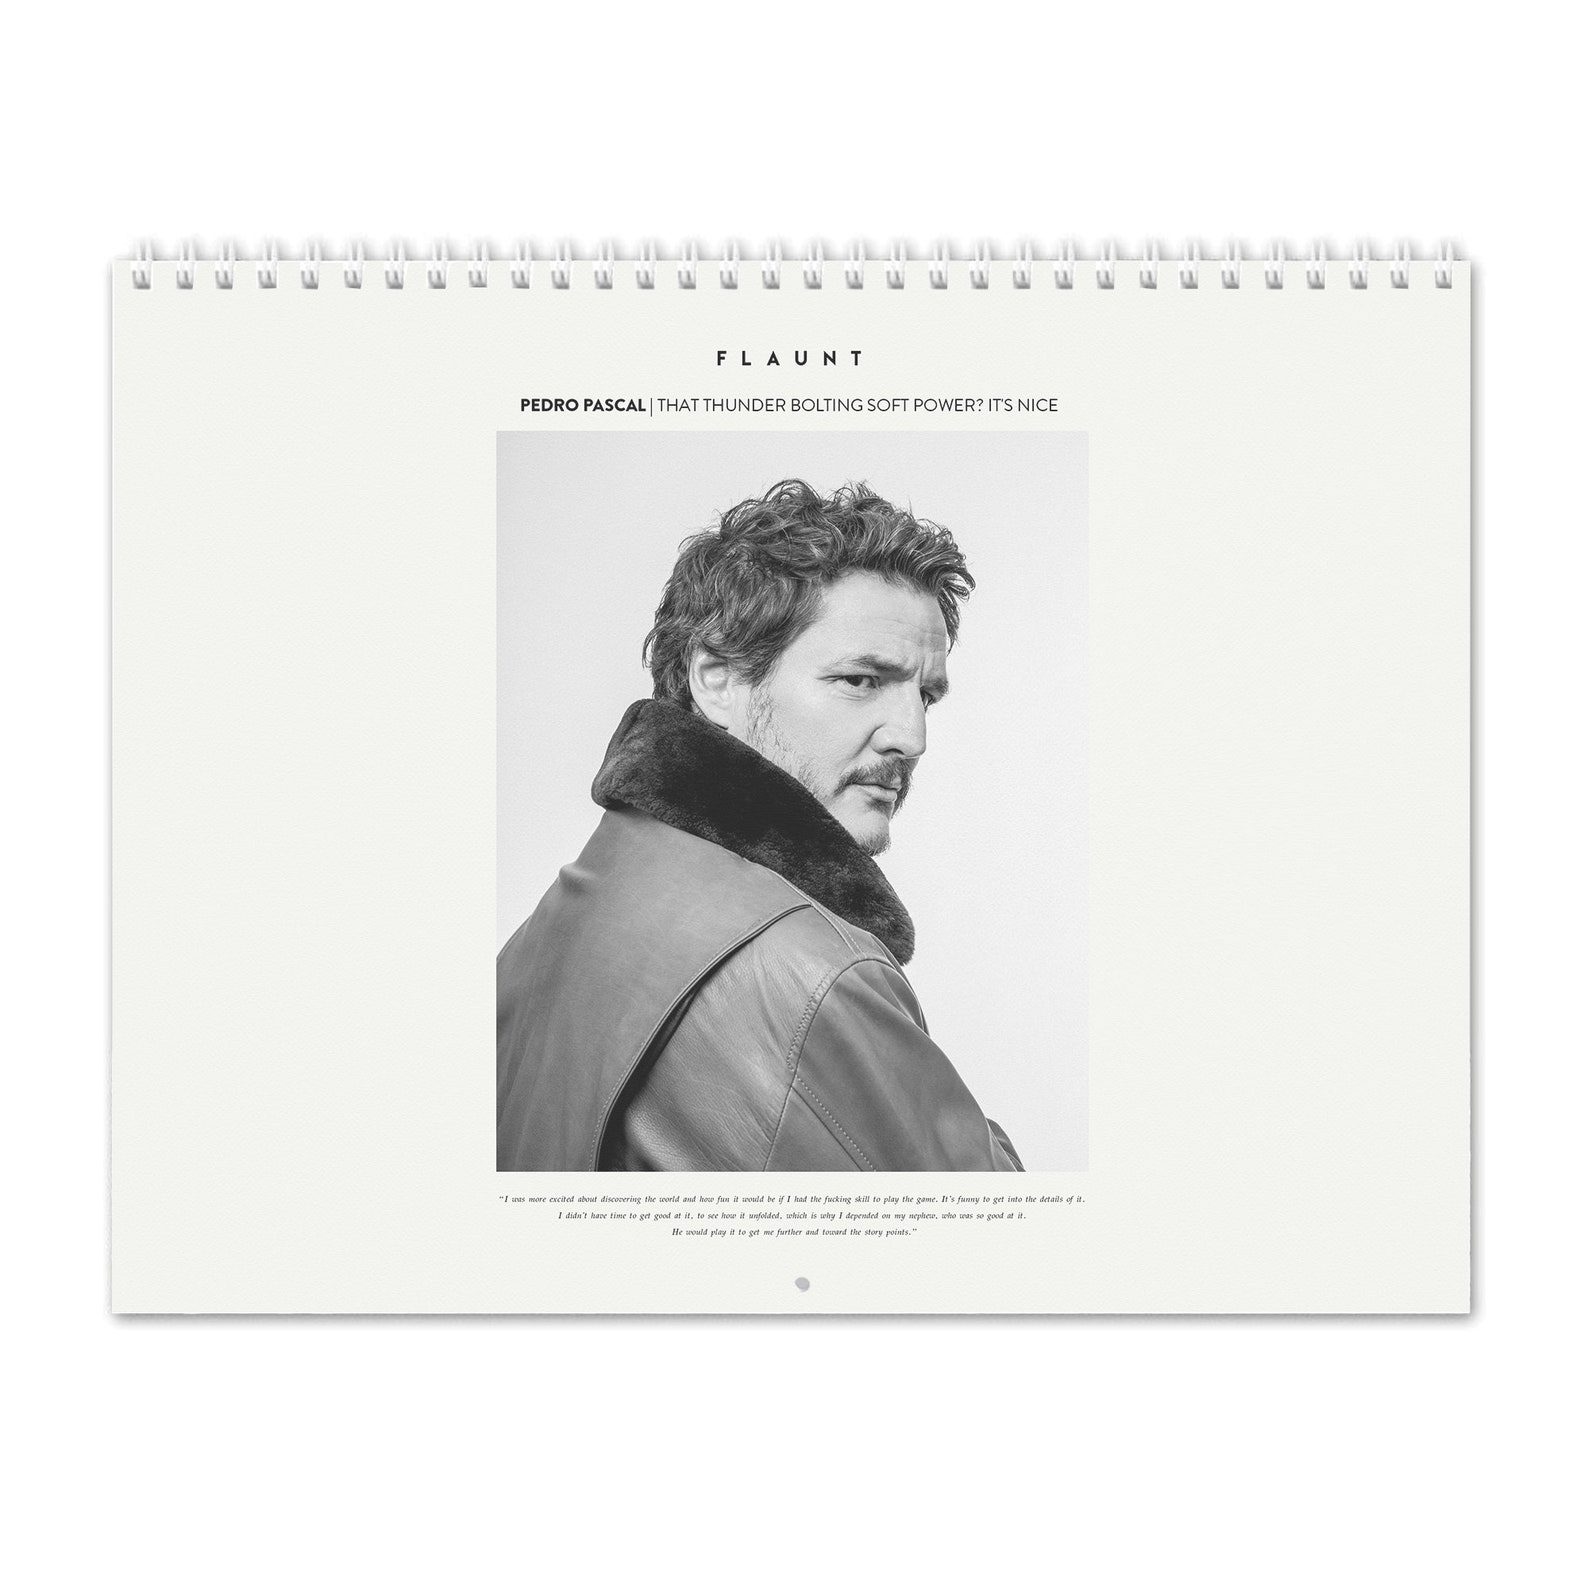 FLAUNT
PEDRO PASCAL | THAT THUNDER BOLTING SOFT POWER? IT'S NICE
"I was more excited about discovering the world and how fun it would be if I had the fucking skill to play the game. It's funny to get into the details of it.
I didn't have time to get good at it, to see how it unfolded, which is why I depended on my nephew, who was so good at it.
He would play it to get me further and toward the story points."